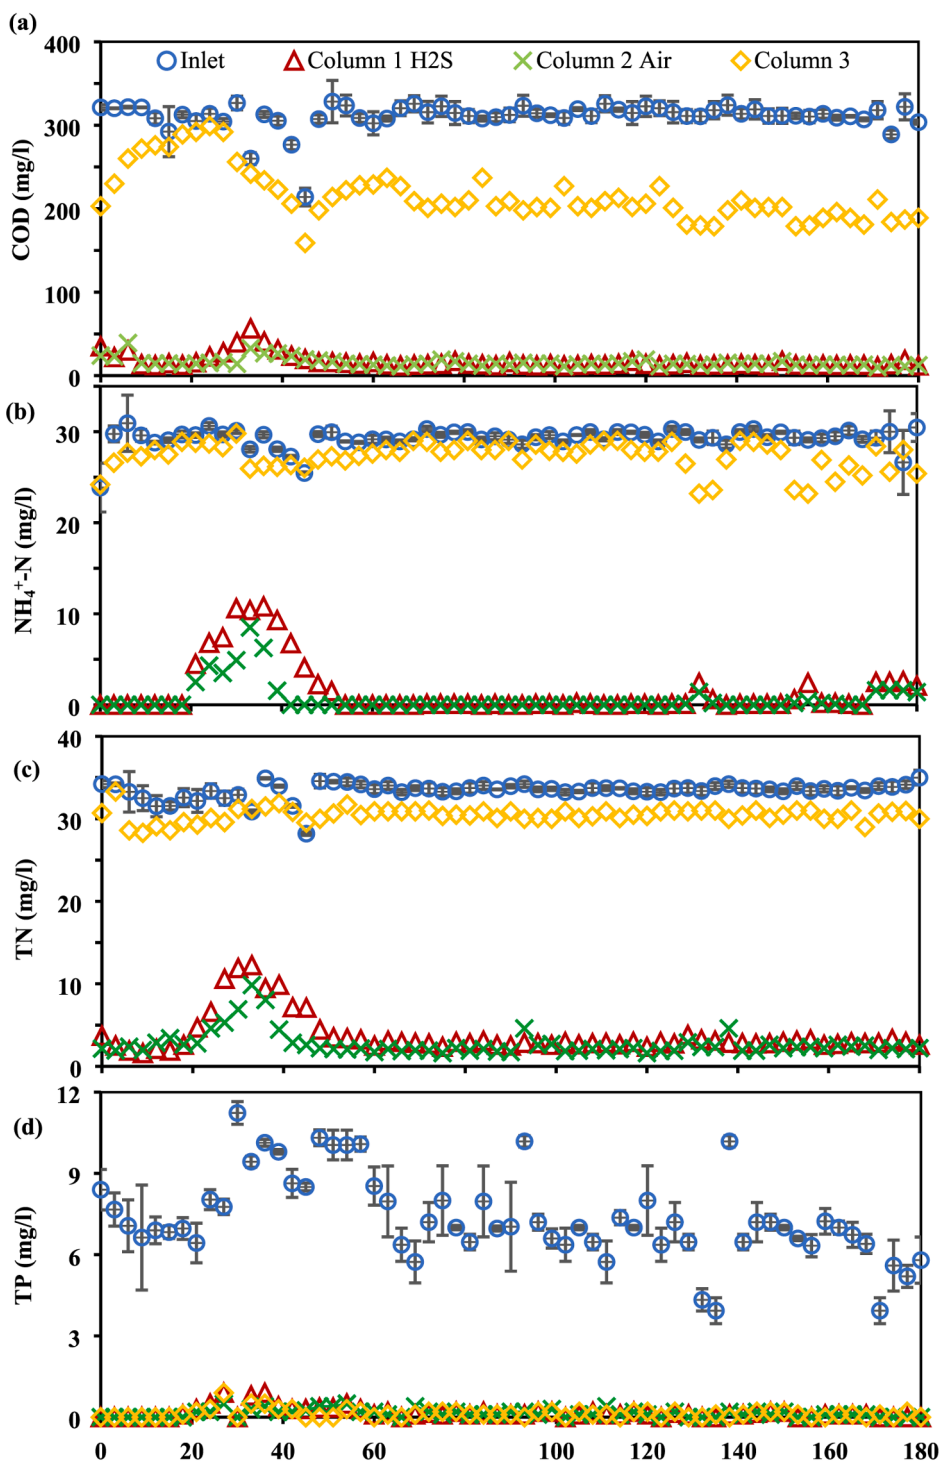 (a)
400
Inlet Column 1 H2S Column 2 Air Column 3
300
200
100
0
COD (mg/l)
(b)
30
20
10
0
NH₄⁺-N (mg/l)
(c)
40
30
20
10
0
TN (mg/l)
(d)
12
9
6
3
0
TP (mg/l)
0 20 40 60 80 100 120 140 160 180